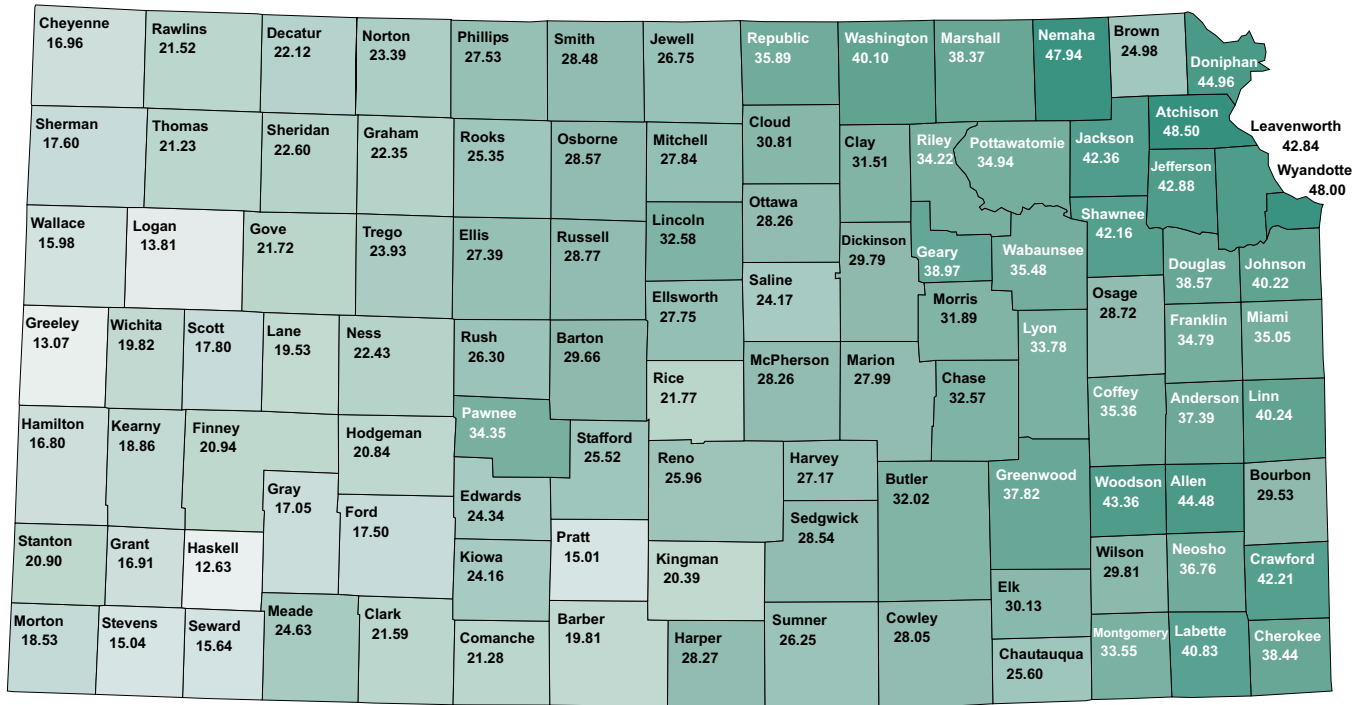 Cheyenne
16.96
Rawlins
21.52
Decatur
22.12
Norton
23.39
Phillips
27.53
Smith
28.48
Jewell
26.75
Republic
35.89
Washington
40.10
Marshall
38.37
Nemaha
47.94
Brown
24.98
Doniphan
44.96
Sherman
17.60
Thomas
21.23
Sheridan
22.60
Graham
22.35
Rooks
25.35
Osborne
28.57
Mitchell
27.84
Cloud
30.81
Clay
31.51
Riley
34.22
Pottawatomie
34.94
Jackson
42.36
Atchison
48.50
Jefferson
42.88
Leavenworth
42.84
Wyandotte
48.00
Wallace
15.98
Logan
13.81
Gove
21.72
Trego
23.93
Ellis
27.39
Russell
28.77
Lincoln
32.58
Ottawa
28.26
Saline
24.17
Dickinson
29.79
Geary
38.97
Wabaunsee
35.48
Shawnee
42.16
Douglas
38.57
Johnson
40.22
Ellsworth
27.75
Morris
31.89
Osage
28.72
Greeley
13.07
Wichita
19.82
Scott
17.80
Lane
19.53
Ness
22.43
Rush
26.30
Barton
29.66
Rice
21.77
McPherson
28.26
Marion
27.99
Chase
32.57
Lyon
33.78
Franklin
34.79
Miami
35.05
Coffey
35.36
Anderson
37.39
Linn
40.24
Hamilton
16.80
Kearny
18.86
Finney
20.94
Hodgeman
20.84
Pawnee
34.35
Stafford
25.52
Reno
25.96
Harvey
27.17
Butler
32.02
Greenwood
37.82
Woodson
43.36
Allen
44.48
Bourbon
29.53
Gray
17.05
Ford
17.50
Edwards
24.34
Kiowa
24.16
Pratt
15.01
Kingman
20.39
Sedgwick
28.54
Stanton
20.90
Grant
16.91
Haskell
12.63
Wilson
29.81
Neosho
36.76
Crawford
42.21
Elk
30.13
Morton
18.53
Stevens
15.04
Seward
15.64
Meade
24.63
Clark
21.59
Comanche
21.28
Barber
19.81
Harper
28.27
Sumner
26.25
Cowley
28.05
Chautauqua
25.60
Montgomery
33.55
Labette
40.83
Cherokee
38.44